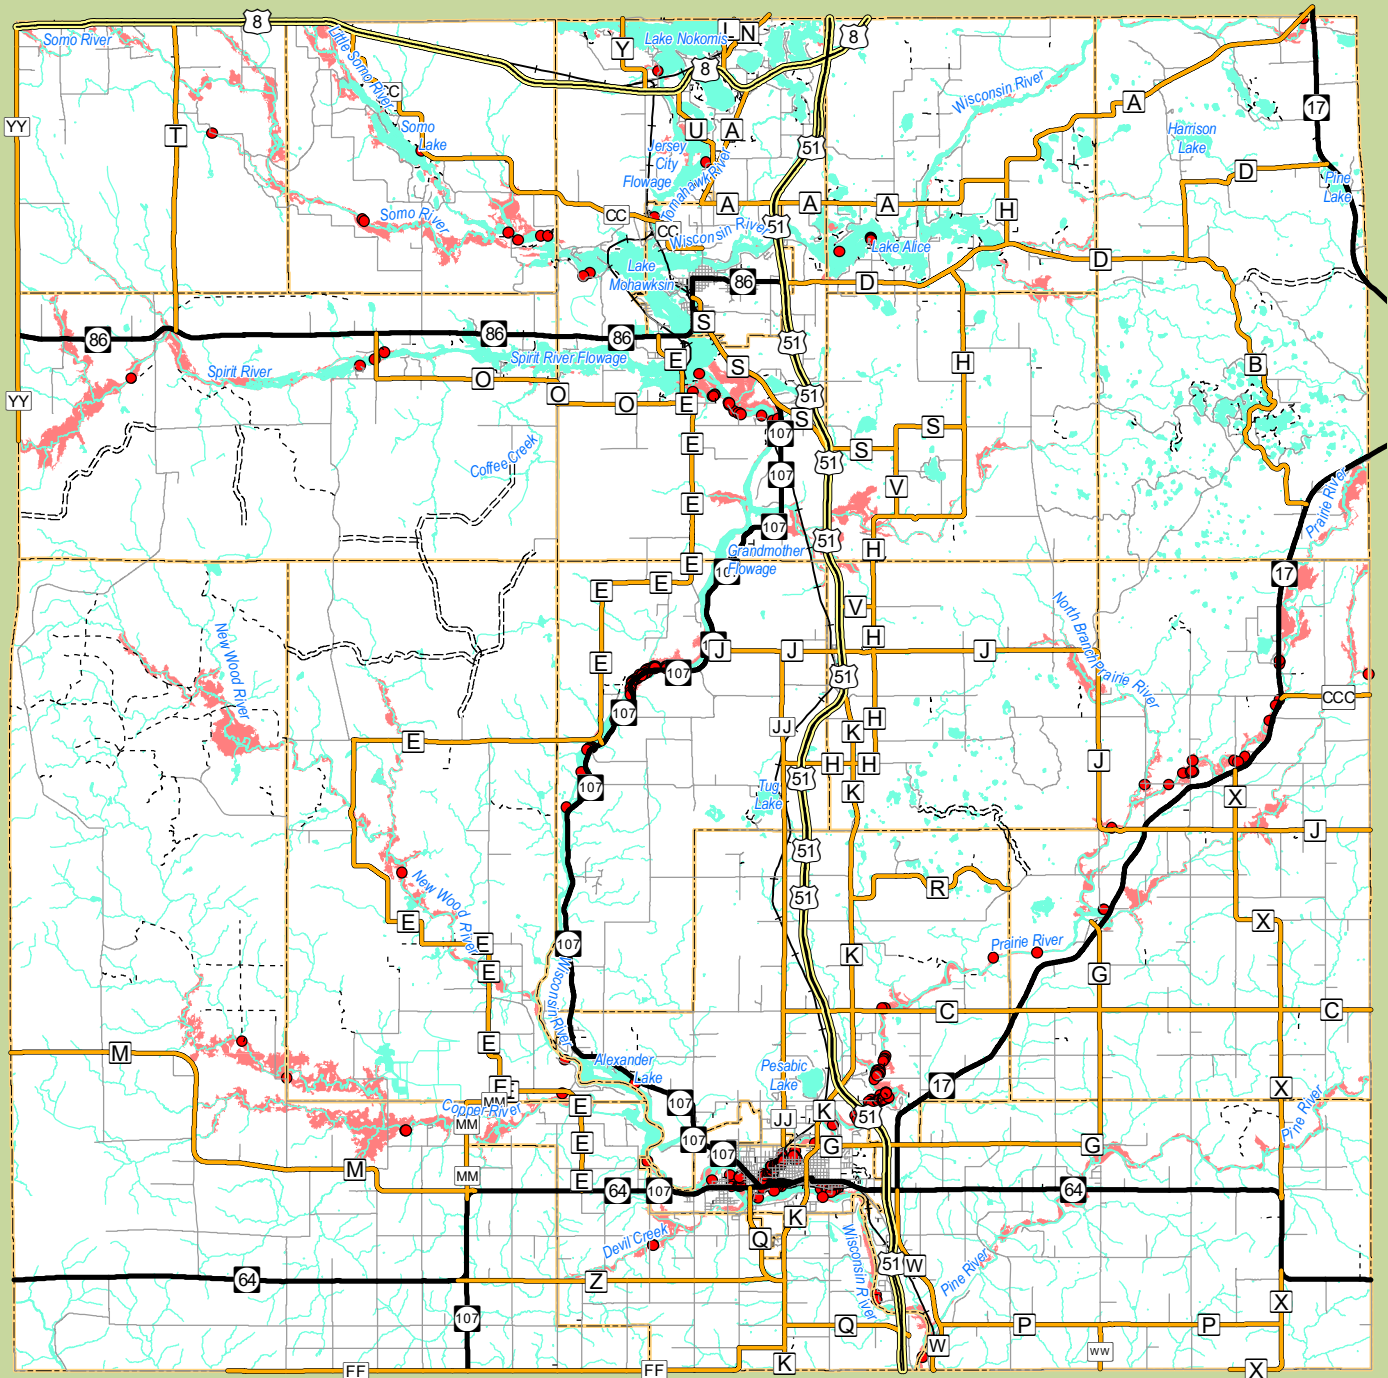 8
Somo River
Little Somo River
Y
Lake Nokomis
L
N
8
8
CC
Wisconsin River
A
17
YY
T
Somo
Lake
U
A
Jersey
City
Flowage
Tomahawk River
51
Harrison
Lake
D
Pine
Lake
Somo River
CC
CC
A
A
A
H
Wisconsin River
51
Lake Alice
Lake
Mohawksin
86
D
D
86
86
86
S
51
Spirit River
Spirit River Flowage
E
S
H
B
YY
O
O
O
E
51
S
107
S
S
Coffee Creek
E
51
107
V
E
107
51
Prairie River
Grandmother
Flowage
H
E
E
E
17
V
North Branch Prairie River
H
New Wood River
E
J
J
J
107
51
107
CCC
JJ
K
H
E
H
H
J
51
107
Tug
Lake
K
X
J
51
R
51
New Wood River
E
E
107
K
X
Prairie River
E
G
Wisconsin River
C
C
E
M
Alexander
Lake
Pesabic
Lake
17
E
X
MM
Copper River
107
E
JJ
K
51
Pine River
MM
107
E
G
G
107
M
MM
E
64
107
64
K
Devil Creek
Q
Wisconsin River
51
W
Pine River
64
Z
107
Q
P
P
X
W
WW
FF
FF
K
X